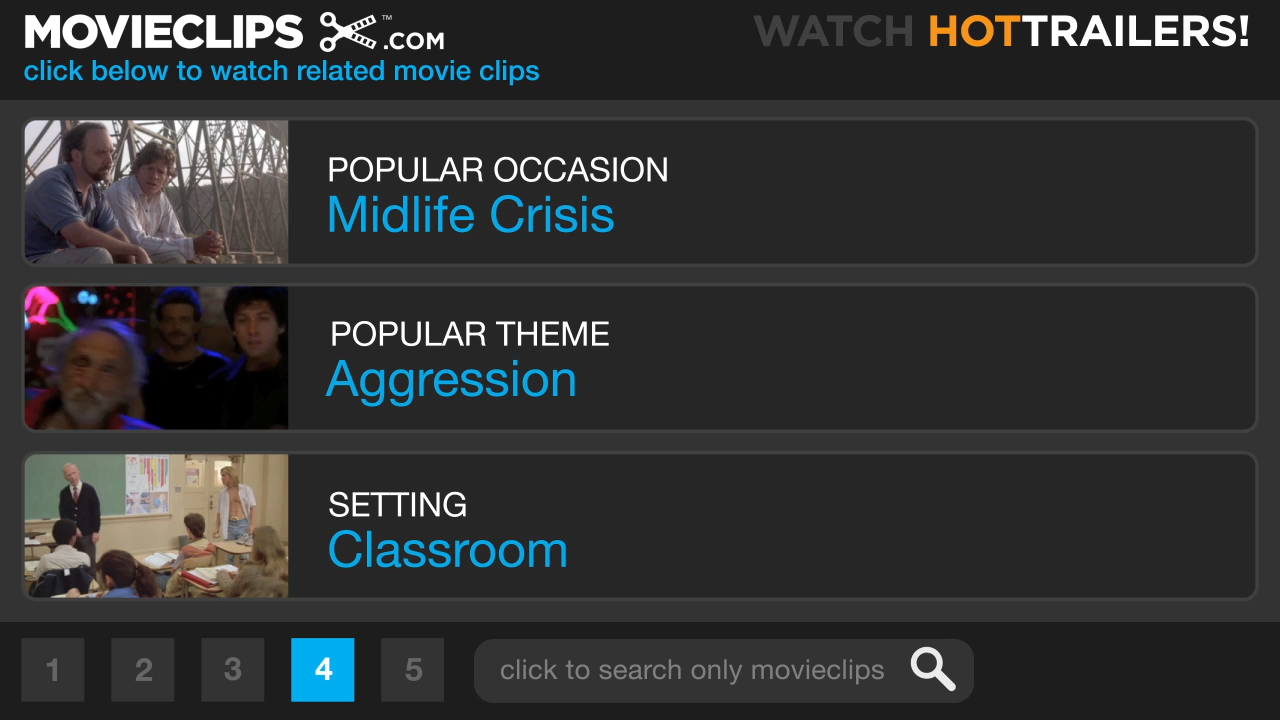 MOVIECLIPS ™ .COM
WATCH HOTTRAILERS!
click below to watch related movie clips
POPULAR OCCASION
Midlife Crisis
POPULAR THEME
Aggression
SETTING
Classroom
1 2 3 4 5
click to search only movieclips